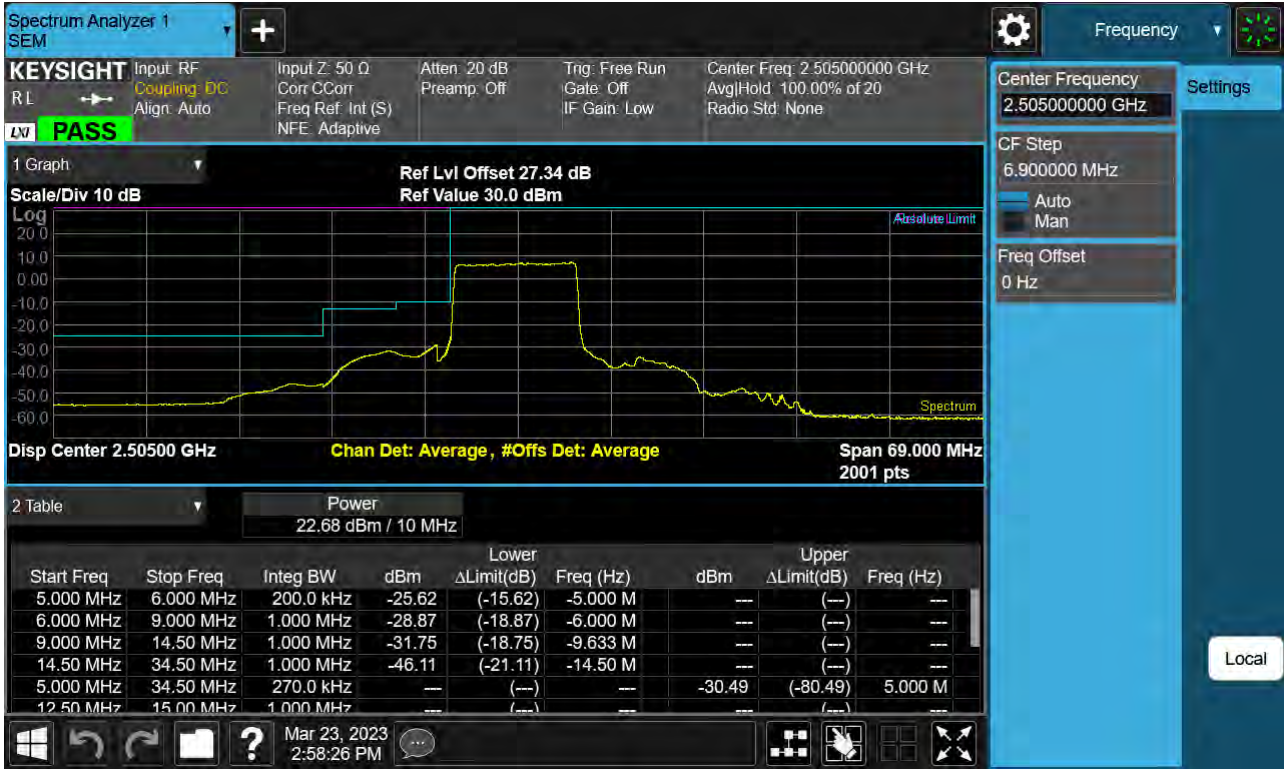 Spectrum Analyzer 1
SEM
+
Frequency
KEYSIGHT
RL
LXI
PASS
Input: RF
Coupling: DC
Align: Auto
Input Z: 50 Ω
Corr CCorr
Freq Ref: Int (S)
NFE: Adaptive
Atten: 20 dB
Preamp: Off
Trig: Free Run
Gate: Off
IF Gain: Low
Center Freq: 2.505000000 GHz
Avg|Hold: 100.00% of 20
Radio Std: None
Center Frequency
2.505000000 GHz
Settings
CF Step
6.900000 MHz
Auto
Man
Freq Offset
0 Hz
Local
1 Graph
Scale/Div 10 dB
Ref Lvl Offset 27.34 dB
Ref Value 30.0 dBm
Log
20.0
10.0
0.00
-10.0
-20.0
-30.0
-40.0
-50.0
-60.0
Spectrum
Disp Center 2.50500 GHz
Chan Det: Average, #Offs Det: Average
Span 69.000 MHz
2001 pts
2 Table
Power
22.68 dBm / 10 MHz
Lower Upper
Start Freq Stop Freq Integ BW dBm ΔLimit(dB) Freq (Hz) dBm ΔLimit(dB) Freq (Hz)
5.000 MHz 6.000 MHz 200.0 kHz -25.62 (-15.62) -5.000 M --- (---) ---
6.000 MHz 9.000 MHz 1.000 MHz -28.87 (-18.87) -6.000 M --- (---) ---
9.000 MHz 14.50 MHz 1.000 MHz -31.75 (-18.75) -9.633 M --- (---) ---
14.50 MHz 34.50 MHz 1.000 MHz -46.11 (-21.11) -14.50 M --- (---) ---
5.000 MHz 34.50 MHz 270.0 kHz --- (---) --- -30.49 (-80.49) 5.000 M
12.50 MHz 15.00 MHz 1.000 MHz --- (---) --- --- (---) ---
?
Mar 23, 2023
2:58:26 PM